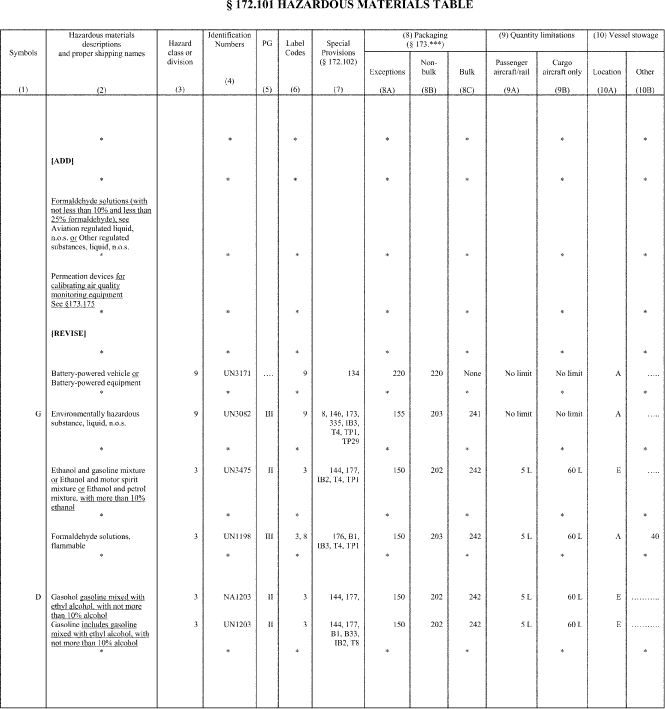 § 172.101 HAZARDOUS MATERIALS TABLE
Symbols
Hazardous materials
descriptions
and proper shipping names
Hazard
class or
division
Identification
Numbers
PG
Label
Codes
Special
Provisions
(§ 172.102)
(8) Packaging
(§ 173.***)
(9) Quantity limitations
(10) Vessel stowage
Exceptions
Non-
bulk
Bulk
Passenger
aircraft/rail
Cargo
aircraft only
Location
Other
(1) (2) (3) (4) (5) (6) (7) (8A) (8B) (8C) (9A) (9B) (10A) (10B)
* * * * * * *
[ADD]
* * * * * * *
Formaldehyde solutions (with
not less than 10% and less than
25% formaldehyde), see
Aviation regulated liquid,
n.o.s. or Other regulated
substances, liquid, n.o.s.
* * * * * * *
Permeation devices for
calibrating air quality
monitoring equipment
See §173.175
* * * * * * *
[REVISE]
* * * * * * *
Battery-powered vehicle or 9 UN3171 .... 9 134 220 220 None No limit No limit A .....
Battery-powered equipment
* * * * * * *
G Environmentally hazardous 9 UN3082 III 9 8, 146, 173, 155 203 241 No limit No limit A .....
substance, liquid, n.o.s. 335, IB3,
T4, TP1,
TP29
* * * * * * *
Ethanol and gasoline mixture 3 UN3475 II 3 144, 177, 150 202 242 5 L 60 L E .....
or Ethanol and motor spirit IB2, T4, TP1
mixture or Ethanol and petrol
mixture, with more than 10%
ethanol
* * * * * * *
Formaldehyde solutions, 3 UN1198 III 3, 8 176, B1, 150 203 242 5 L 60 L A 40
flammable IB3, T4, TP1
* * * * * * *
D Gasohol gasoline mixed with 3 NA1203 II 3 144, 177, 150 202 242 5 L 60 L E ..........
ethyl alcohol, with not more
than 10% alcohol
Gasoline includes gasoline 3 UN1203 II 3 144, 177, 150 202 242 5 L 60 L E ..........
mixed with ethyl alcohol, with B1, B33,
not more than 10% alcohol IB2, T8
* * * * * * *